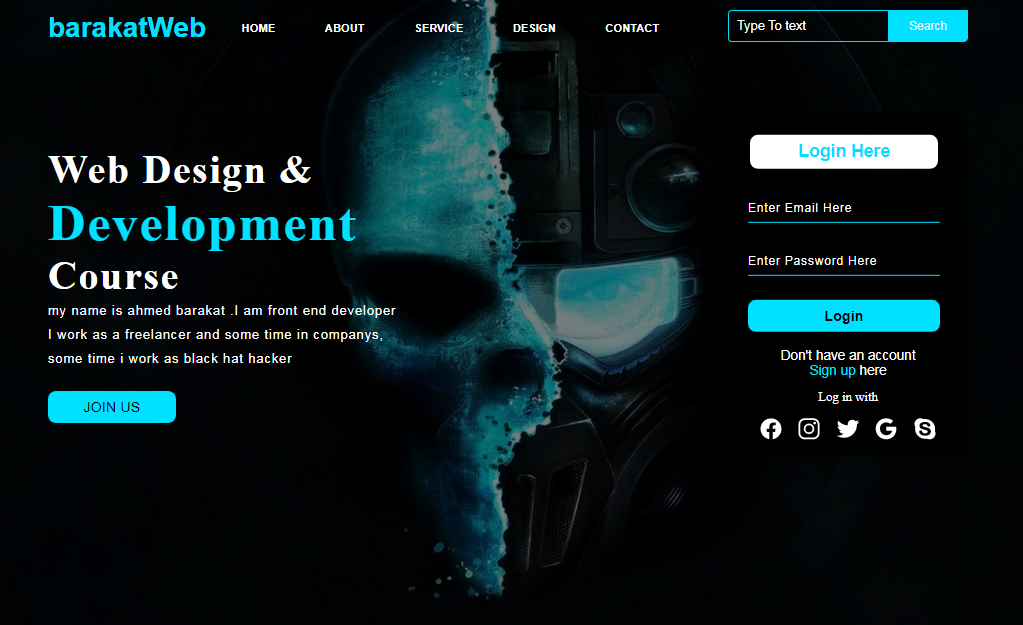 barakatWeb HOME ABOUT SERVICE DESIGN CONTACT Type To text Search
Web Design &
Development
Course
my name is ahmed barakat .I am front end developer
I work as a freelancer and some time in companys,
some time i work as black hat hacker
JOIN US
Login Here
Enter Email Here
Enter Password Here
Login
Don't have an account
Sign up here
Log in with